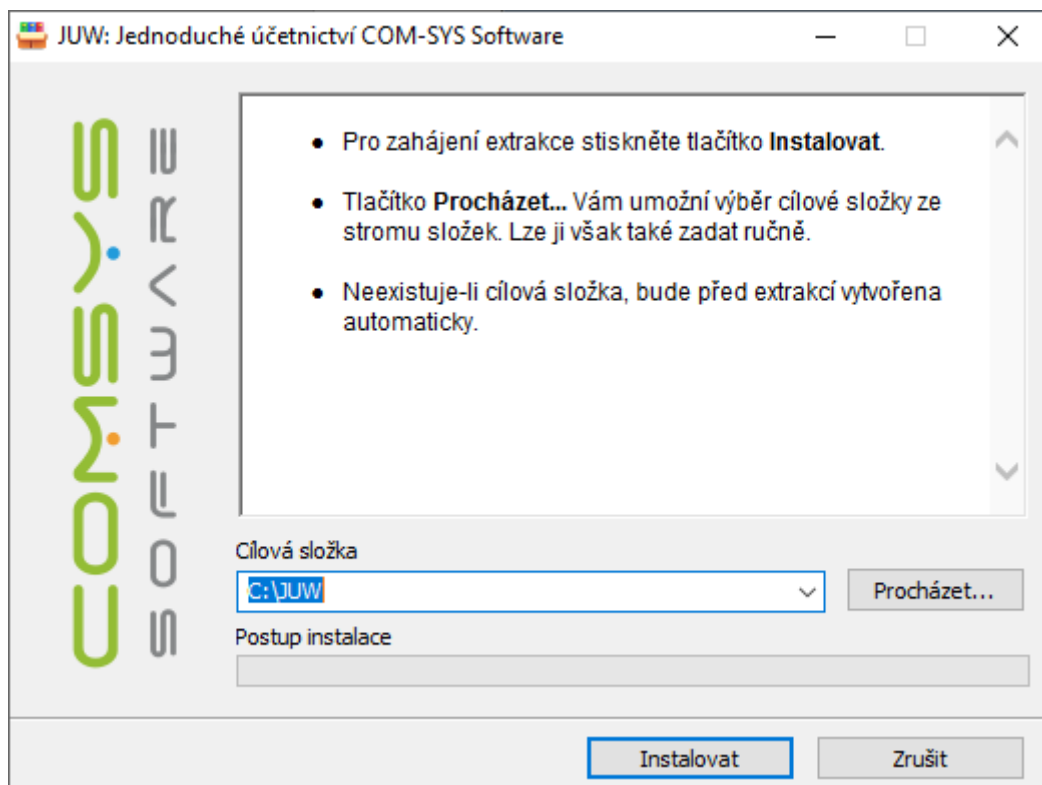 JUW: Jednoduché účetnictví COM-SYS Software
COMSYS
SOFTWARE
• Pro zahájení extrakce stiskněte tlačítko Instalovat.
• Tlačítko Procházet... Vám umožní výběr cílové složky ze
stromu složek. Lze ji však také zadat ručně.
• Neexistuje-li cílová složka, bude před extrakcí vytvořena
automaticky.
Cílová složka
C:\JUW
Procházet...
Postup instalace
Instalovat
Zrušit